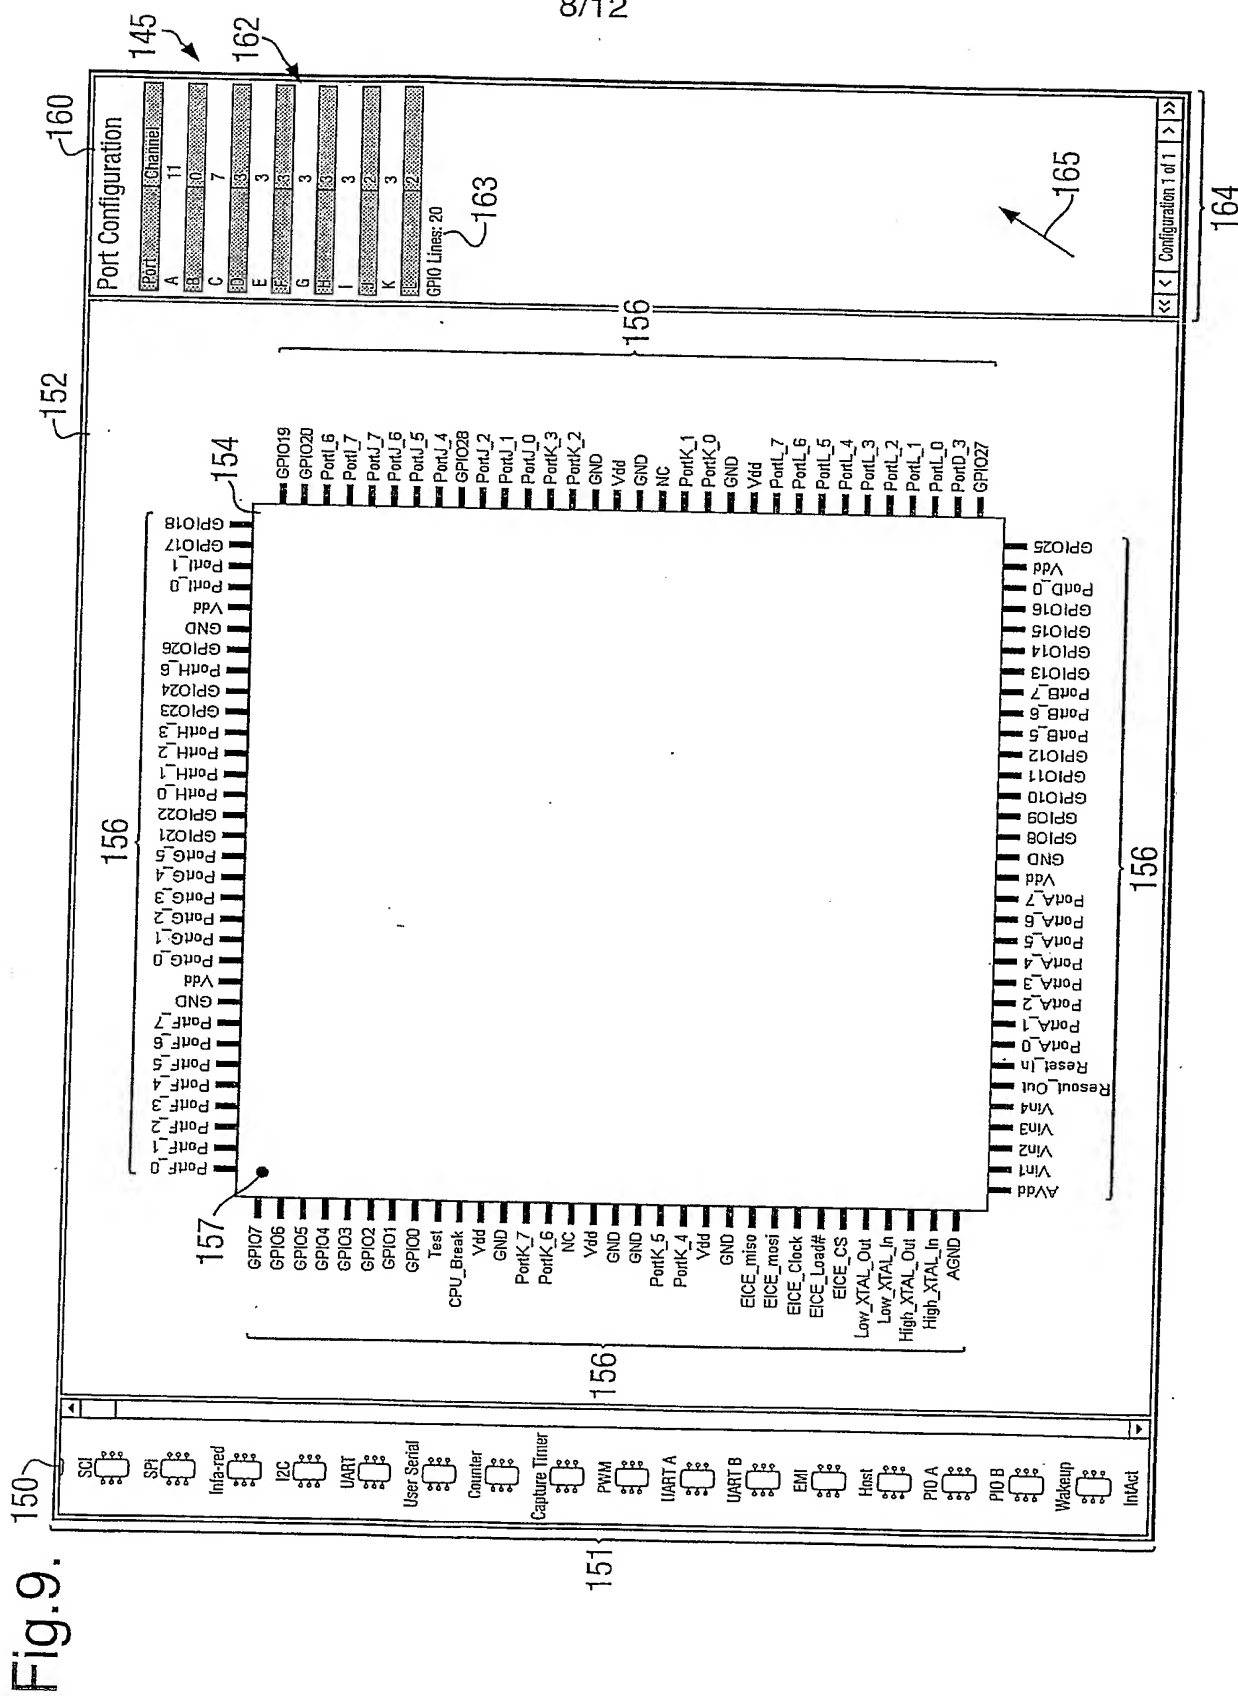 8/12
Fig.9.
150
151
SCI
SPI
Infa-red
I2C
UART
User Serial
Counter
Capture Timer
PWM
UART A
UART B
EMI
Host
PIO A
PIO B
Wakeup
IntAct
152
154
157
156
PortF_0
PortF_1
PortF_2
PortF_3
PortF_4
PortF_5
PortF_6
PortF_7
GND
Vdd
PortG_0
PortG_1
PortG_2
PortG_3
PortG_4
PortG_5
GPIO21
GPIO22
PortH_0
PortH_1
PortH_2
PortH_3
GPIO23
GPIO24
PortH_6
GPIO26
GND
Vdd
PortI_0
PortI_1
GPIO17
GPIO18
156
GPIO7
GPIO6
GPIO5
GPIO4
GPIO3
GPIO2
GPIO1
GPIO0
Test
CPU_Break
Vdd
GND
PortK_7
PortK_6
NC
Vdd
GND
GND
PortK_5
PortK_4
Vdd
GND
EICE_miso
EICE_mosi
EICE_Clock
EICE_Load#
EICE_CS
Low_XTAL_Out
Low_XTAL_In
High_XTAL_Out
High_XTAL_In
AGND
156
GPIO19
GPIO20
PortI_6
PortI_7
PortJ_7
PortJ_6
PortJ_5
PortJ_4
GPIO28
PortJ_2
PortJ_1
PortJ_0
PortK_3
PortK_2
GND
Vdd
GND
NC
PortK_1
PortK_0
GND
Vdd
PortL_7
PortL_6
PortL_5
PortL_4
PortL_3
PortL_2
PortL_1
PortL_0
PortD_3
GPIO27
156
AVdd
Vin1
Vin2
Vin3
Vin4
Resout_Out
Reset_In
PortA_0
PortA_1
PortA_2
PortA_3
PortA_4
PortA_5
PortA_6
PortA_7
Vdd
GND
GPIO8
GPIO9
GPIO10
GPIO11
GPIO12
PortB_5
PortB_6
PortB_7
GPIO13
GPIO14
GPIO15
GPIO16
PortD_0
Vdd
GPIO25
156
160
145
162
Port Configuration
Port Channel
A 11
B 0
C 7
D 3
E 3
F 3
G 3
H 3
I 3
J 2
K 3
L 2
GPIO Lines: 20
163
165
<< < Configuration 1 of 1 > >>
164